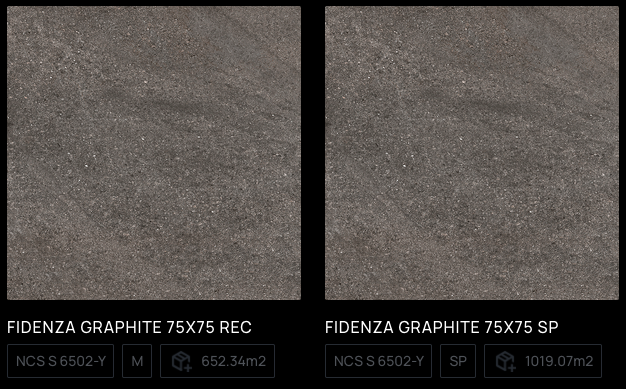 FIDENZA GRAPHITE 75X75 REC
NCS S 6502-Y M 652.34m2
FIDENZA GRAPHITE 75X75 SP
NCS S 6502-Y SP 1019.07m2